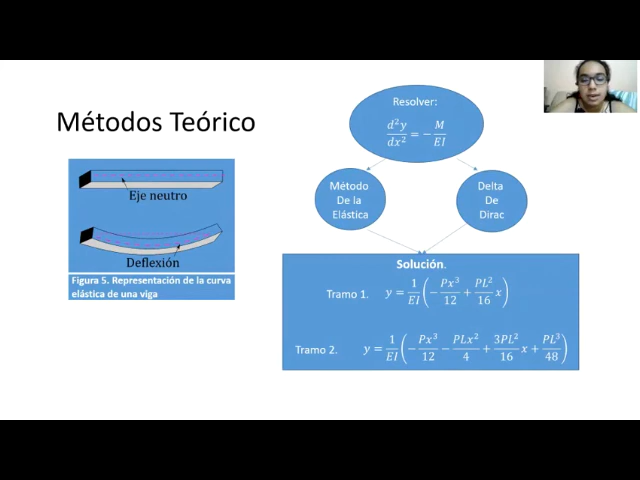 Métodos Teórico
Eje neutro
Deflexión
Figura 5. Representación de la curva
elástica de una viga
Resolver:
d²y/dx² = − M/EI
Método
De la
Elástica
Delta
De
Dirac
Solución.
Tramo 1. y = 1/EI (− Px³/12 + PL²/16 x)
Tramo 2. y = 1/EI (− Px³/12 − PLx²/4 + 3PL²/16 x + PL³/48)